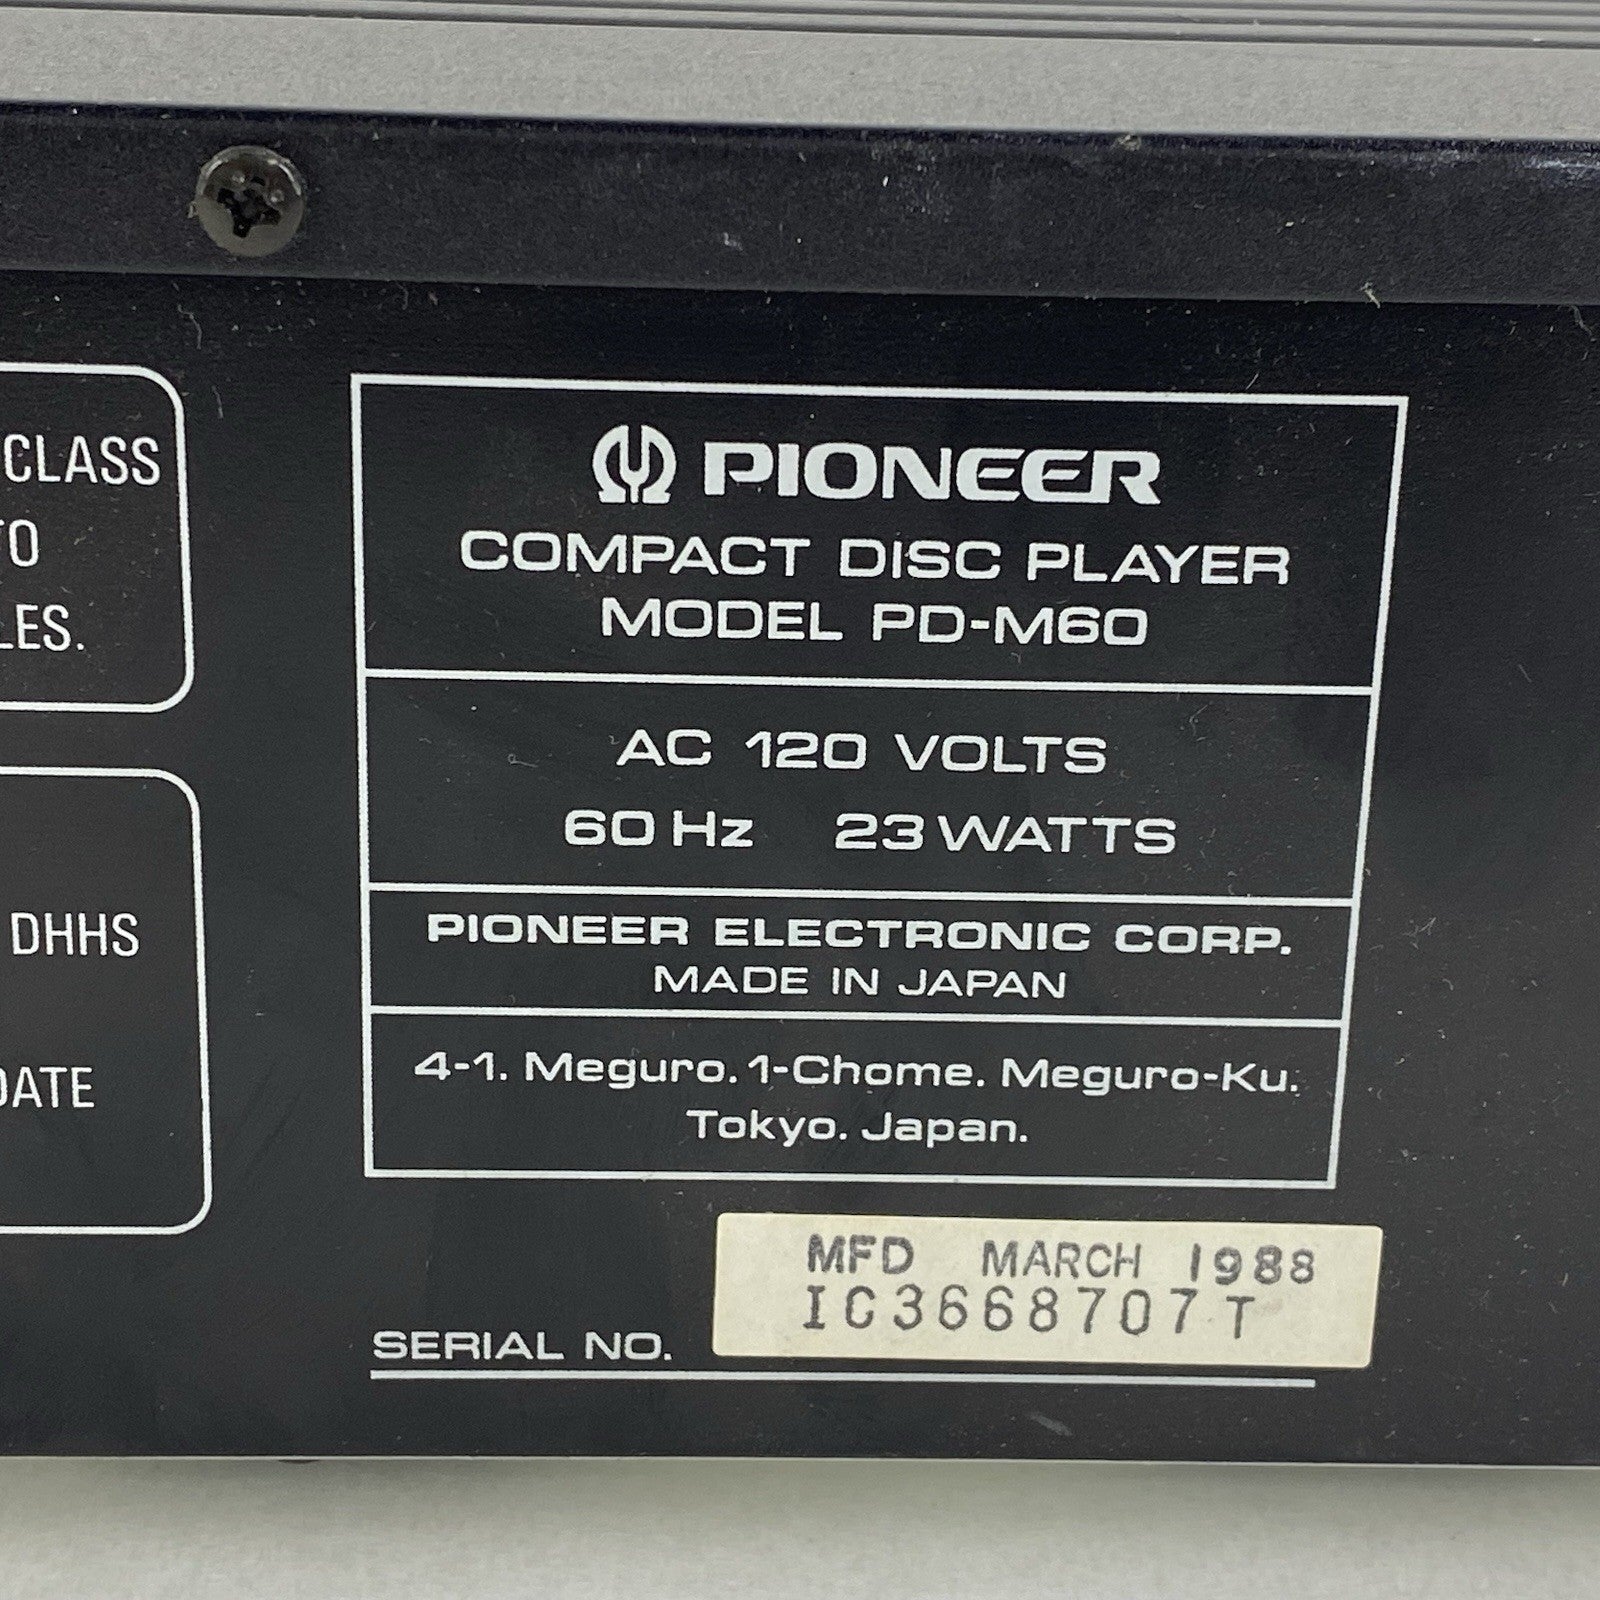 CLASS
TO
LES.
DHHS
DATE
PIONEER
COMPACT DISC PLAYER
MODEL PD-M60
AC 120 VOLTS
60 Hz 23 WATTS
PIONEER ELECTRONIC CORP.
MADE IN JAPAN
4-1. Meguro. 1-Chome. Meguro-Ku.
Tokyo. Japan.
MFD MARCH 1988
IC3668707T
SERIAL NO.